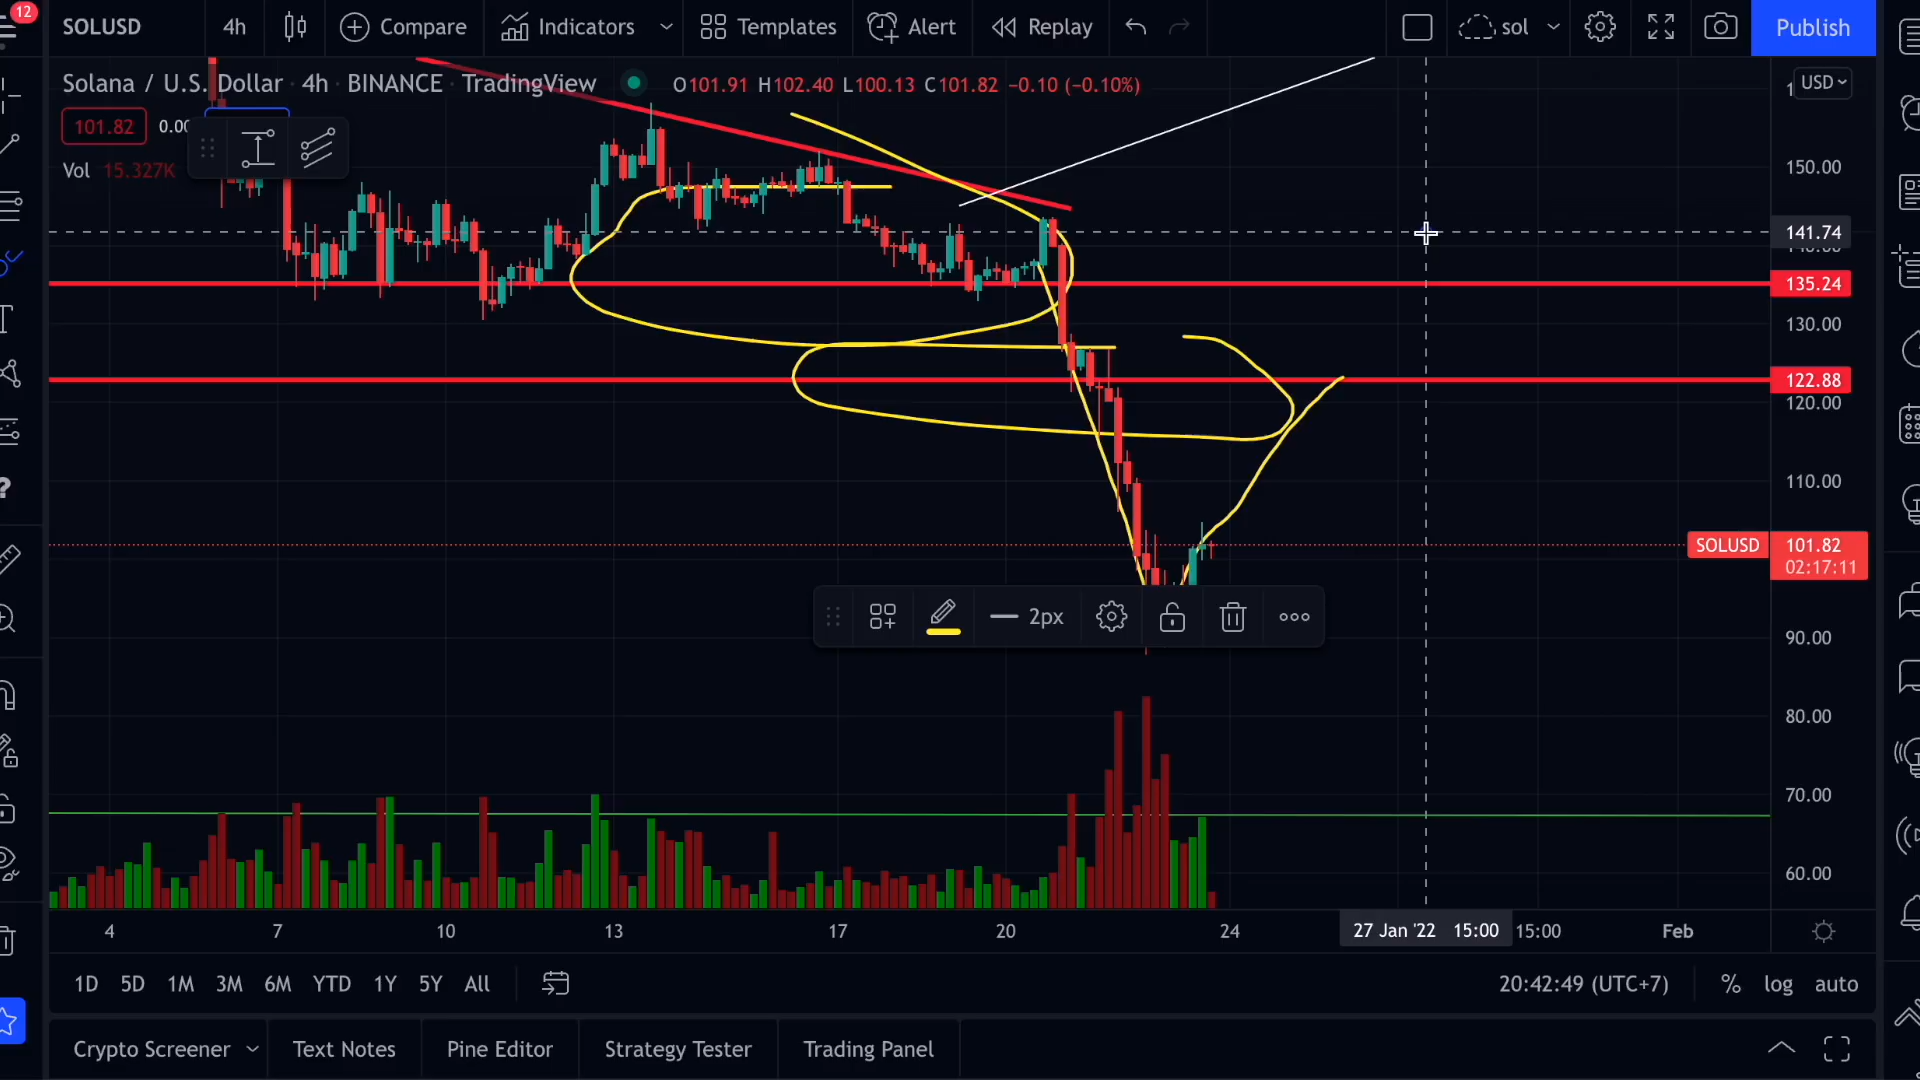 12
SOLUSD 4h Compare Indicators Templates Alert Replay sol Publish
Solana / U.S. Dollar · 4h · BINANCE · TradingView O101.91 H102.40 L100.13 C101.82 −0.10 (−0.10%)
USD
101.82 0.00
Vol 15.327K
150.00
141.74
135.24
130.00
122.88
120.00
110.00
SOLUSD 101.82
02:17:11
2px
90.00
80.00
70.00
60.00
4 7 10 13 17 20 24 27 Jan '22 15:00 15:00 Feb
1D 5D 1M 3M 6M YTD 1Y 5Y All 20:42:49 (UTC+7) % log auto
Crypto Screener Text Notes Pine Editor Strategy Tester Trading Panel